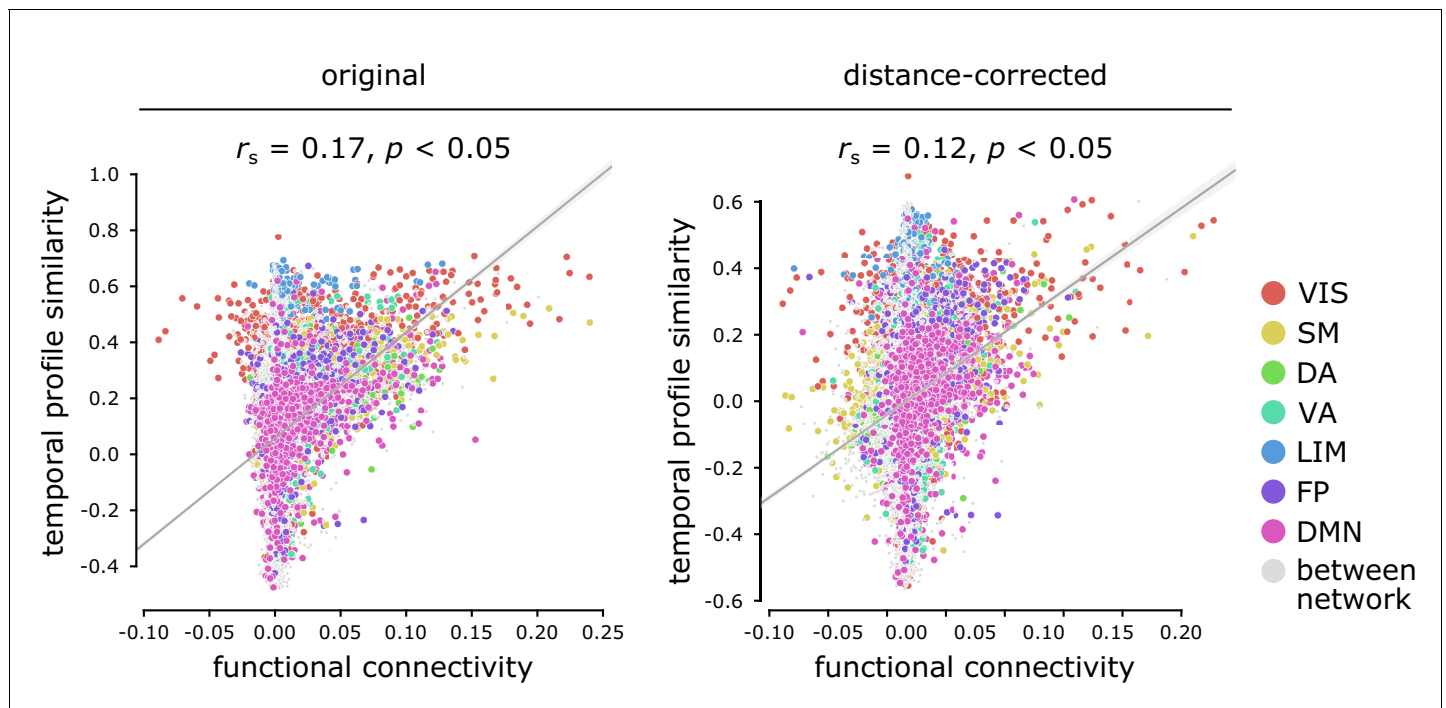 original
distance-corrected
rs = 0.17, p < 0.05
rs = 0.12, p < 0.05
temporal profile similarity
1.0
0.8
0.6
0.4
0.2
0.0
-0.2
-0.4
-0.10 -0.05 0.00 0.05 0.10 0.15 0.20 0.25
functional connectivity
temporal profile similarity
0.6
0.4
0.2
0.0
-0.2
-0.4
-0.6
-0.10 -0.05 0.00 0.05 0.10 0.15 0.20
functional connectivity
VIS
SM
DA
VA
LIM
FP
DMN
between
network